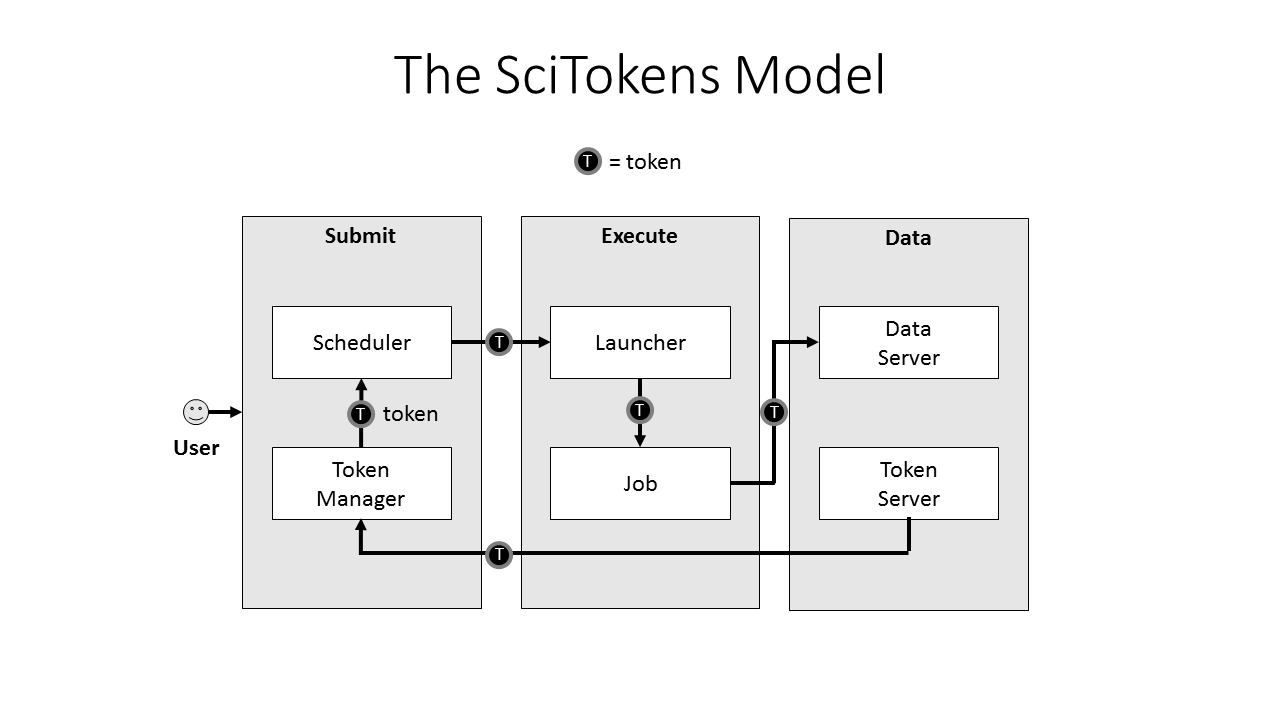 The SciTokens Model
T = token
Submit
Execute
Data
Scheduler
T
Launcher
Data
Server
User
T token
T
T
Token
Manager
Job
Token
Server
T